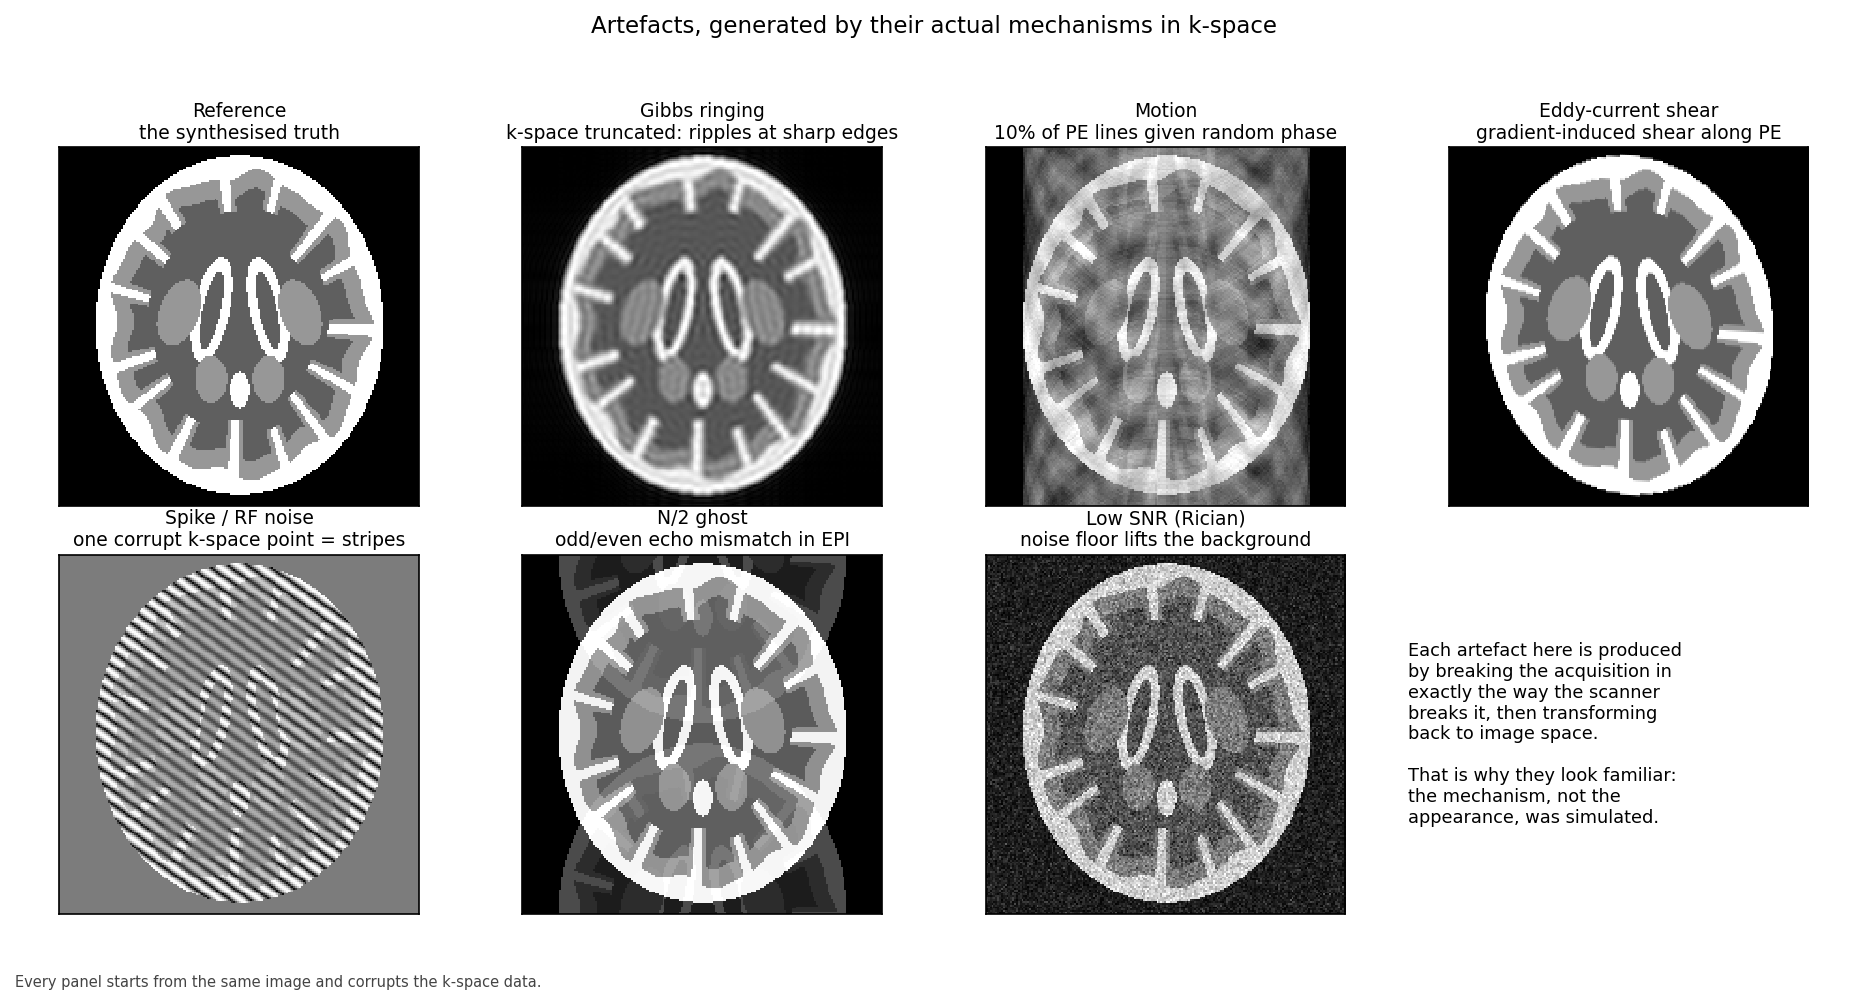 Artefacts, generated by their actual mechanisms in k-space
Reference
the synthesised truth
Gibbs ringing
k-space truncated: ripples at sharp edges
Motion
10% of PE lines given random phase
Eddy-current shear
gradient-induced shear along PE
Spike / RF noise
one corrupt k-space point = stripes
N/2 ghost
odd/even echo mismatch in EPI
Low SNR (Rician)
noise floor lifts the background
Each artefact here is produced
by breaking the acquisition in
exactly the way the scanner
breaks it, then transforming
back to image space.
That is why they look familiar:
the mechanism, not the
appearance, was simulated.
Every panel starts from the same image and corrupts the k-space data.